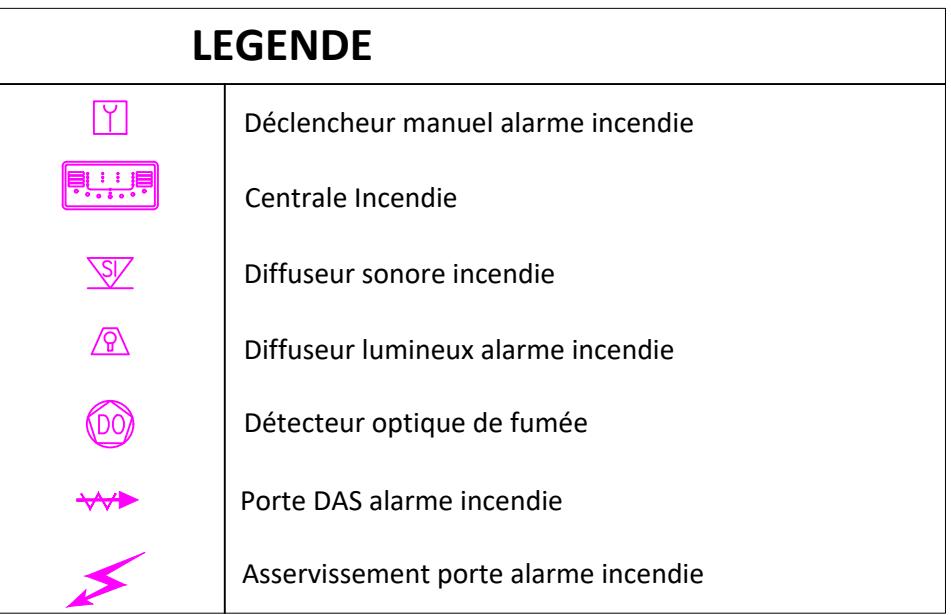 LEGENDE
Déclencheur manuel alarme incendie
Centrale Incendie
SI
Diffuseur sonore incendie
Diffuseur lumineux alarme incendie
DO
Détecteur optique de fumée
Porte DAS alarme incendie
Asservissement porte alarme incendie